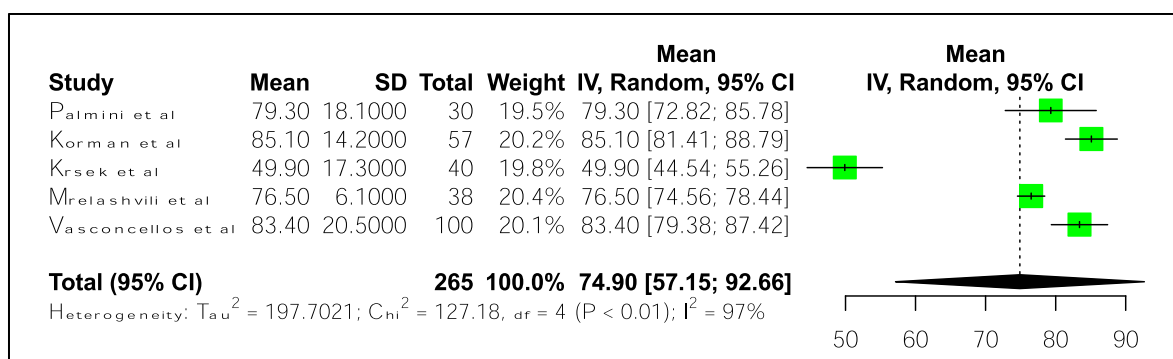 Mean Mean
Study Mean SD Total Weight IV, Random, 95% CI IV, Random, 95% CI
Palmini et al 79.30 18.1000 30 19.5% 79.30 [72.82; 85.78]
Korman et al 85.10 14.2000 57 20.2% 85.10 [81.41; 88.79]
Krsek et al 49.90 17.3000 40 19.8% 49.90 [44.54; 55.26]
Mrelashvili et al 76.50 6.1000 38 20.4% 76.50 [74.56; 78.44]
Vasconcellos et al 83.40 20.5000 100 20.1% 83.40 [79.38; 87.42]
Total (95% CI) 265 100.0% 74.90 [57.15; 92.66]
Heterogeneity: Tau² = 197.7021; Chi² = 127.18, df = 4 (P < 0.01); I² = 97%
50 60 70 80 90